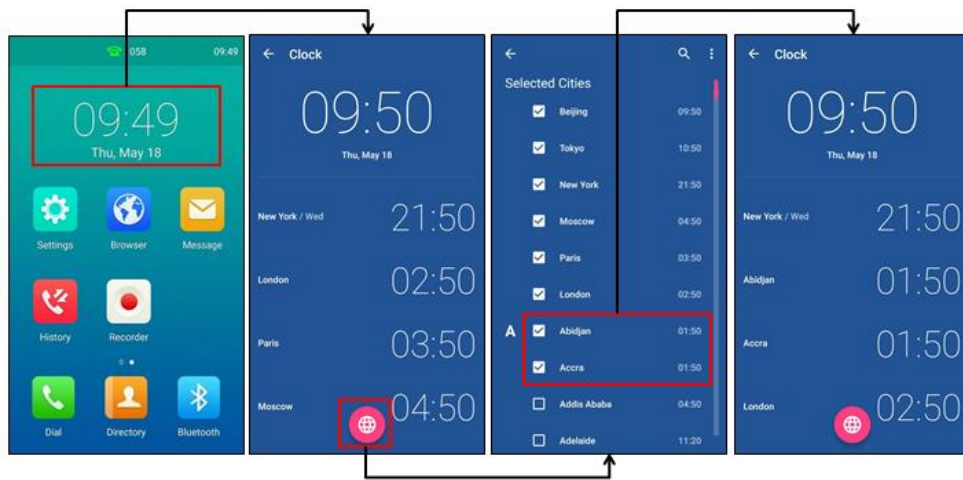 058 09:49
09:49
Thu, May 18
Settings Browser Message
History Recorder
Dial Directory Bluetooth
Clock
09:50
Thu, May 18
New York / Wed 21:50
London 02:50
Paris 03:50
Moscow 04:50
Selected Cities
Beijing 09:50
Tokyo 10:50
New York 21:50
Moscow 04:50
Paris 03:50
London 02:50
A Abidjan 01:50
Accra 01:50
Addis Ababa 04:50
Adelaide 11:20
Clock
09:50
Thu, May 18
New York / Wed 21:50
Abidjan 01:50
Accra 01:50
London 02:50